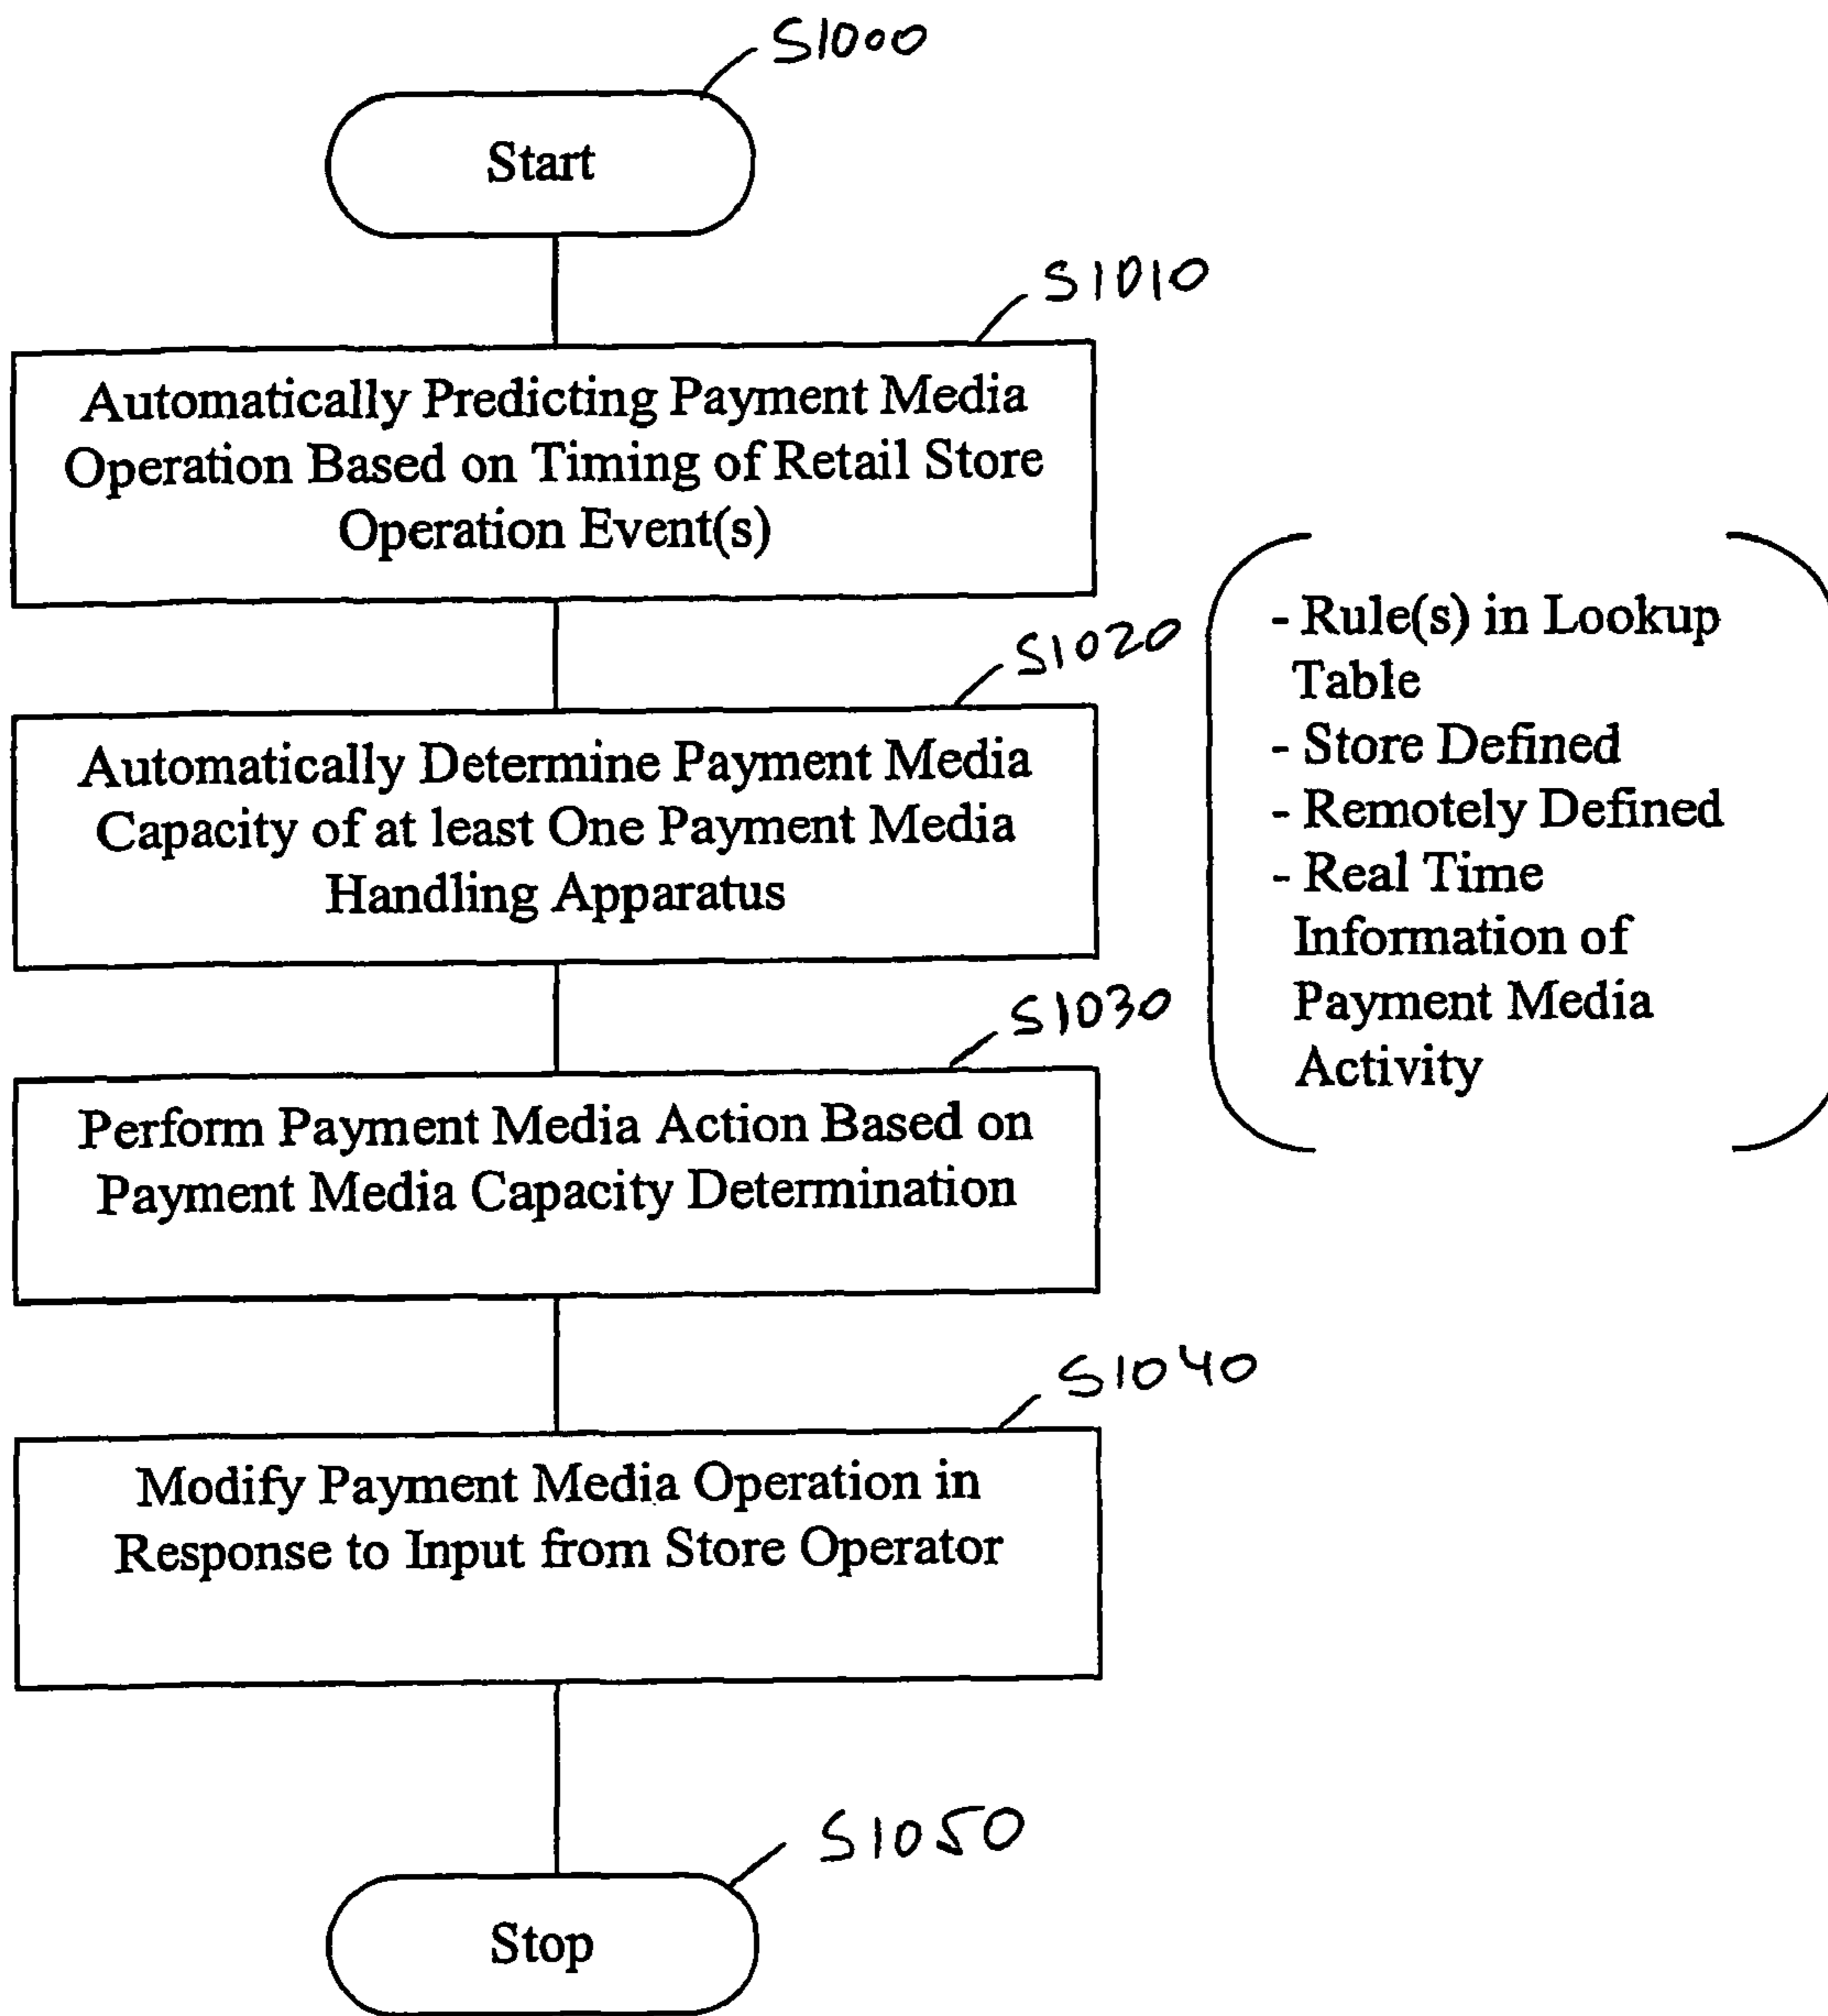 S1000
Start
S1010
Automatically Predicting Payment Media
Operation Based on Timing of Retail Store
Operation Event(s)
S1020
Automatically Determine Payment Media
Capacity of at least One Payment Media
Handling Apparatus
- Rule(s) in Lookup
Table
- Store Defined
- Remotely Defined
- Real Time
Information of
Payment Media
Activity
S1030
Perform Payment Media Action Based on
Payment Media Capacity Determination
S1040
Modify Payment Media Operation in
Response to Input from Store Operator
S1050
Stop